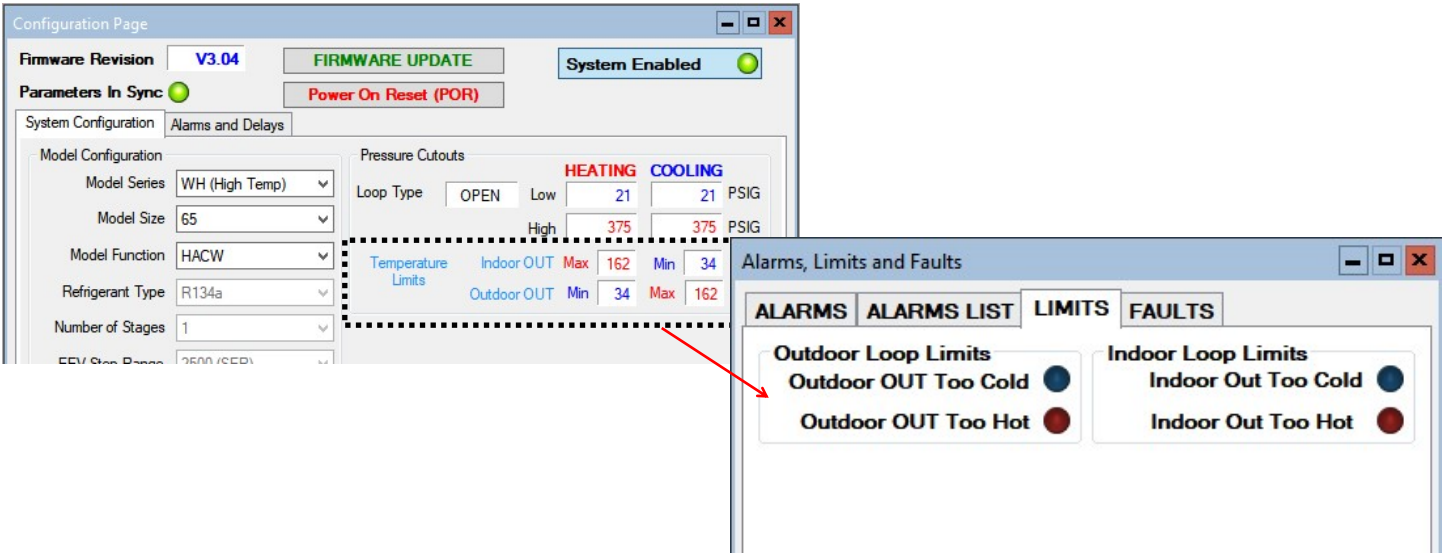 Configuration Page
Firmware Revision V3.04 FIRMWARE UPDATE System Enabled
Parameters In Sync Power On Reset (POR)
System Configuration Alarms and Delays
Model Configuration Pressure Cutouts
HEATING COOLING
Model Series WH (High Temp) Loop Type OPEN Low 21 21 PSIG
Model Size 65 High 375 375 PSIG
Model Function HACW Temperature Limits Indoor OUT Max 162 Min 34
Refrigerant Type R134a Outdoor OUT Min 34 Max 162
Number of Stages 1
EEV Step Range 2500 (SER)
Alarms, Limits and Faults
ALARMS ALARMS LIST LIMITS FAULTS
Outdoor Loop Limits Indoor Loop Limits
Outdoor OUT Too Cold Indoor Out Too Cold
Outdoor OUT Too Hot Indoor Out Too Hot